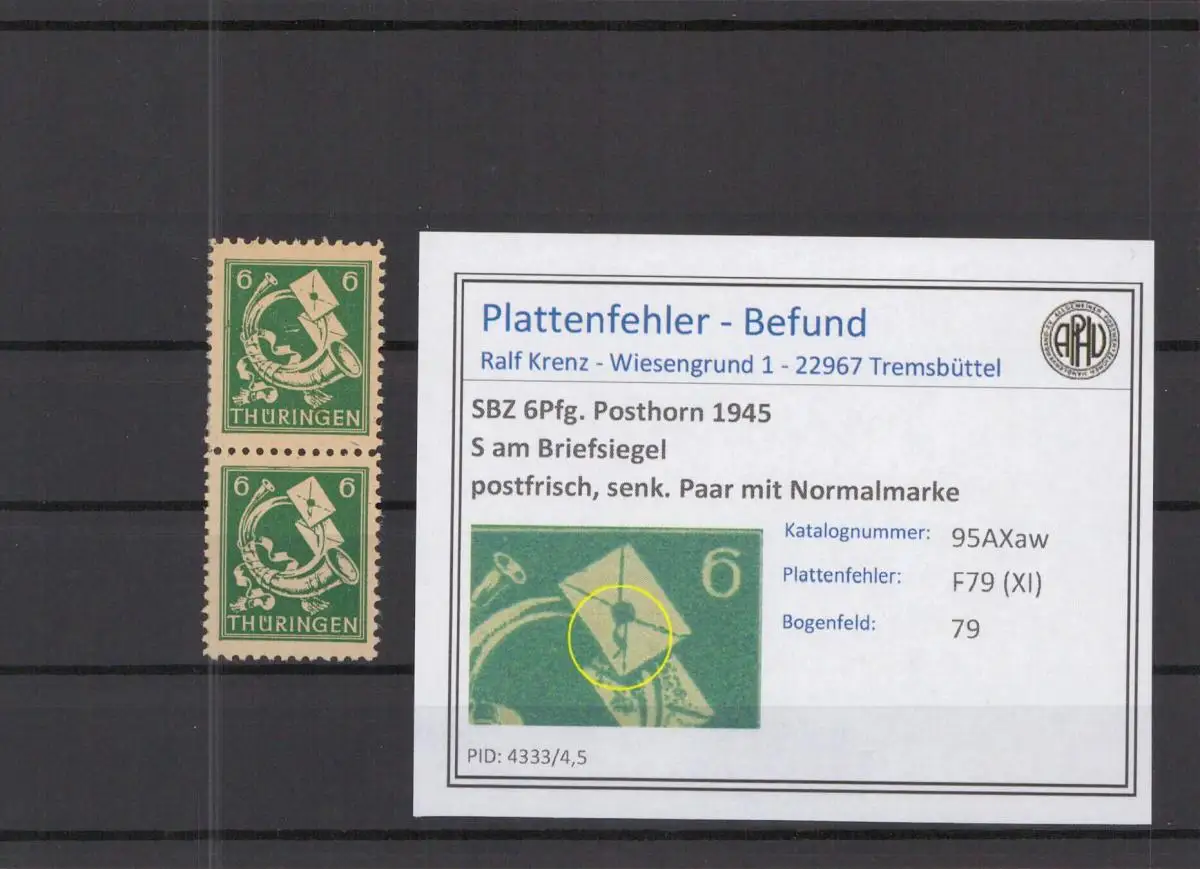 6 6
THÜRINGEN
6 6
THÜRINGEN
Plattenfehler - Befund
Ralf Krenz - Wiesengrund 1 - 22967 Tremsbüttel
APHV
SBZ 6Pfg. Posthorn 1945
S am Briefsiegel
postfrisch, senk. Paar mit Normalmarke
6
Katalognummer: 95AXaw
Plattenfehler: F79 (XI)
Bogenfeld: 79
PID: 4333/4,5